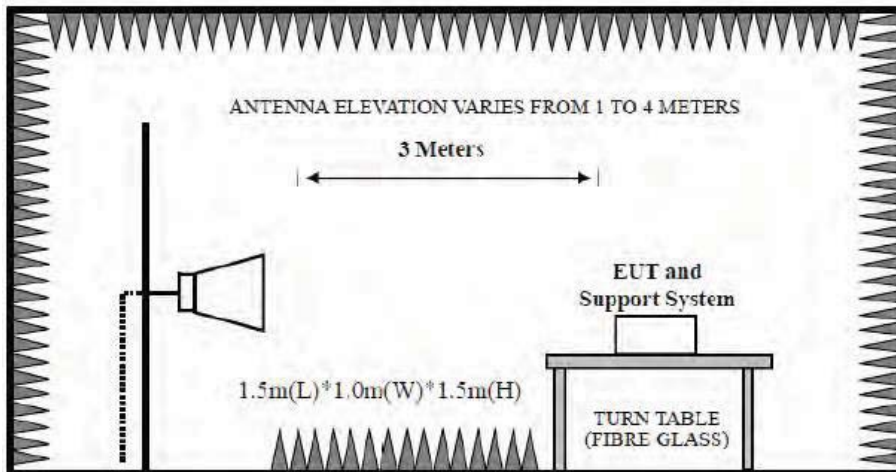 ANTENNA ELEVATION VARIES FROM 1 TO 4 METERS
3 Meters
EUT and
Support System
1.5m(L)*1.0m(W)*1.5m(H)
TURN TABLE
(FIBRE GLASS)